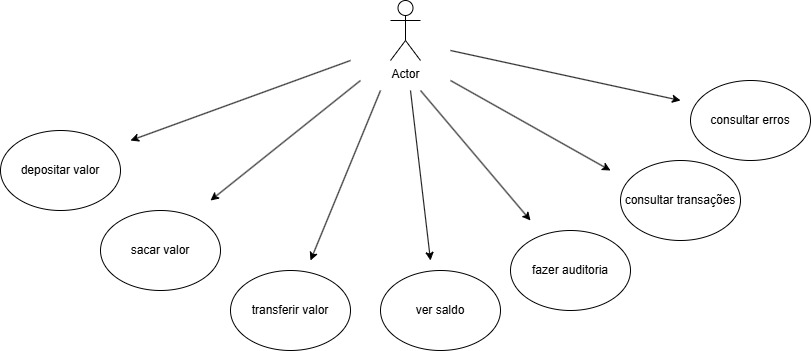 Actor
consultar erros
depositar valor
consultar transações
sacar valor
fazer auditoria
transferir valor
ver saldo